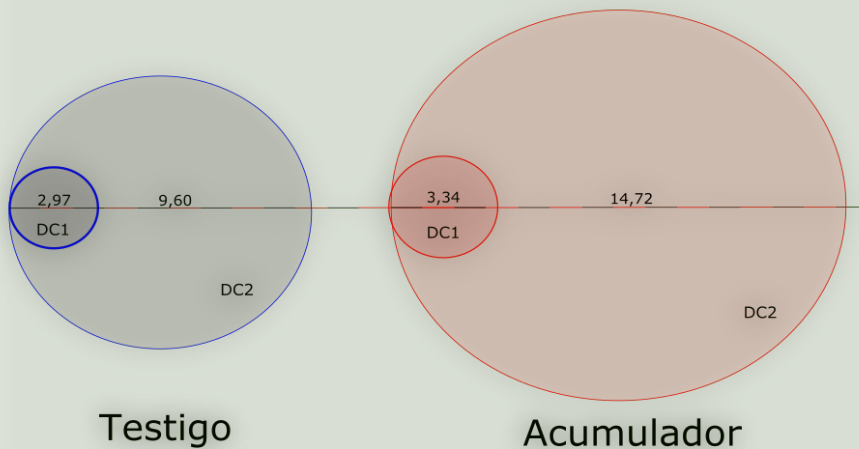 2,97
9,60
DC1
DC2
Testigo
3,34
14,72
DC1
DC2
Acumulador